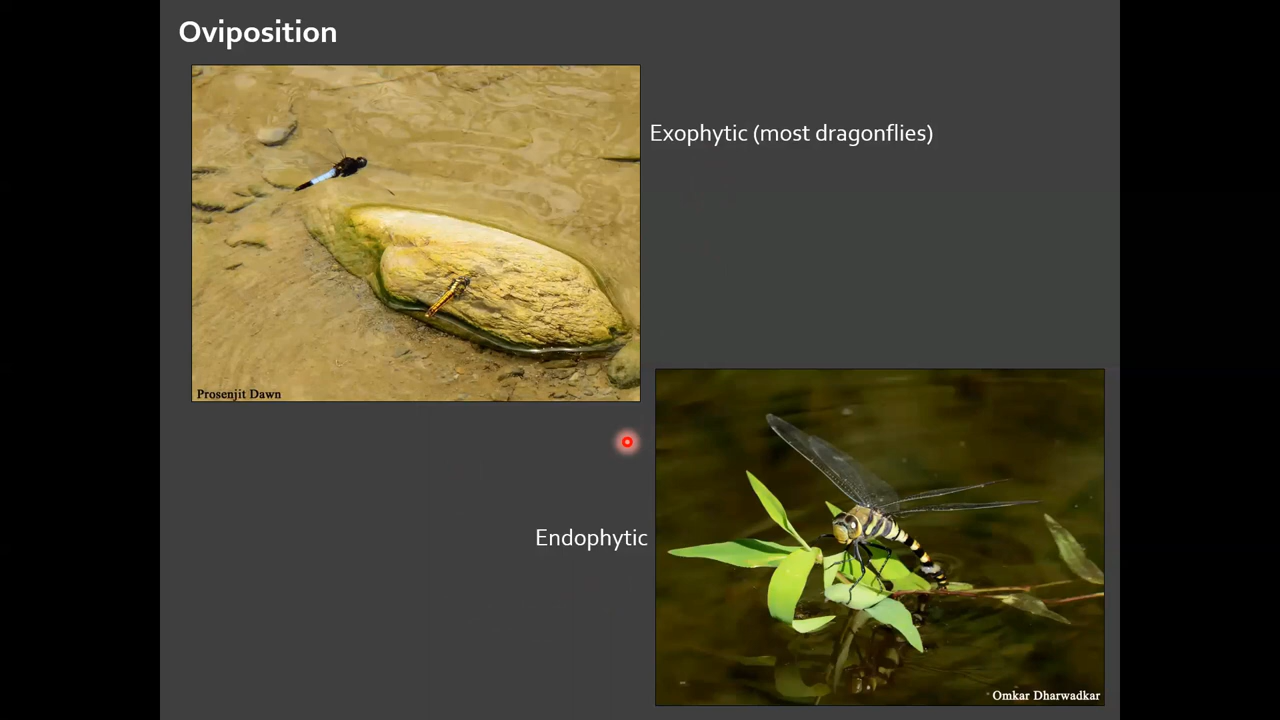 Oviposition
Exophytic (most dragonflies)
Prosenjit Dawn
Endophytic
Omkar Dharwadkar